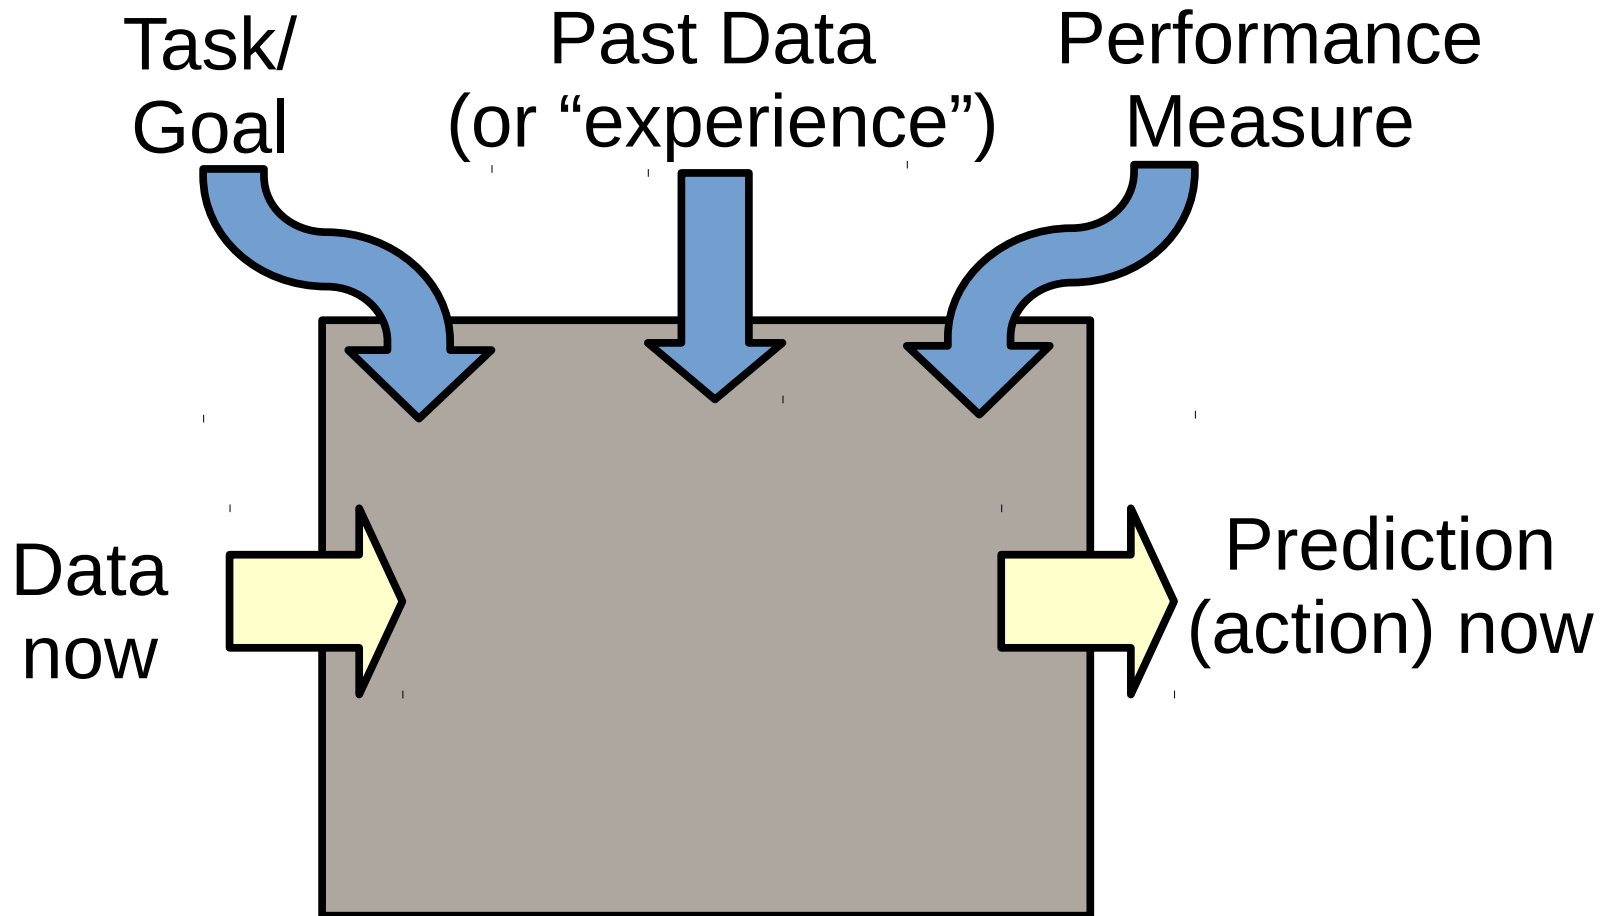 Task/
Goal
Past Data
(or “experience”)
Performance
Measure
Data
now
Prediction
(action) now